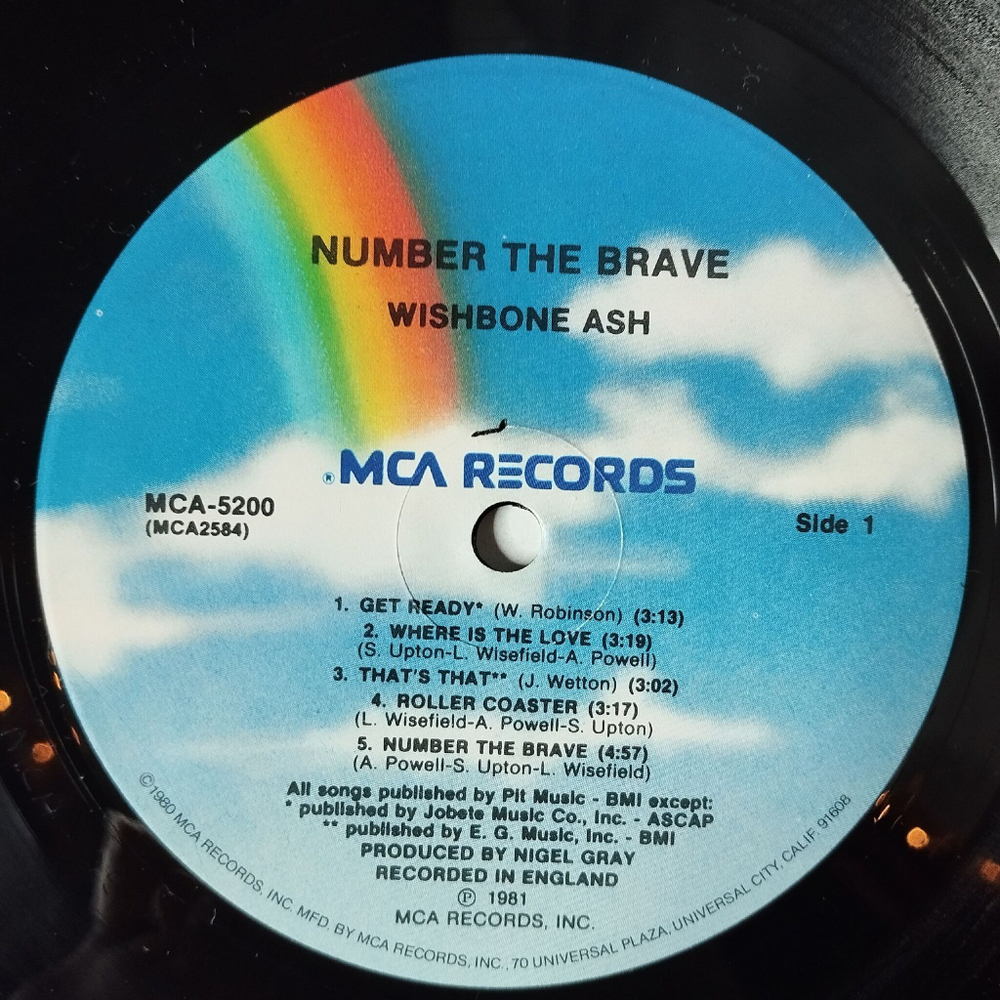 NUMBER THE BRAVE
WISHBONE ASH
® MCA RECORDS
MCA-5200
(MCA2584)
Side 1
1. GET READY* (W. Robinson) (3:13)
2. WHERE IS THE LOVE (3:19)
(S. Upton-L. Wisefield-A. Powell)
3. THAT'S THAT** (J. Wetton) (3:02)
4. ROLLER COASTER (3:17)
(L. Wisefield-A. Powell-S. Upton)
5. NUMBER THE BRAVE (4:57)
(A. Powell-S. Upton-L. Wisefield)
All songs published by Pit Music - BMI except:
* published by Jobete Music Co., Inc. - ASCAP
** published by E. G. Music, Inc. - BMI
PRODUCED BY NIGEL GRAY
RECORDED IN ENGLAND
℗ 1981
MCA RECORDS, INC.
©1980 MCA RECORDS, INC. MFD. BY MCA RECORDS, INC., 70 UNIVERSAL PLAZA, UNIVERSAL CITY, CALIF. 91608